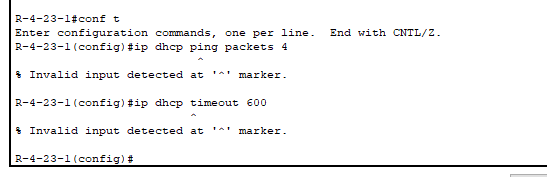 R-4-23-1#conf t
Enter configuration commands, one per line.  End with CNTL/Z.
R-4-23-1(config)#ip dhcp ping packets 4
^
% Invalid input detected at '^' marker.
R-4-23-1(config)#ip dhcp timeout 600
^
% Invalid input detected at '^' marker.
R-4-23-1(config)#